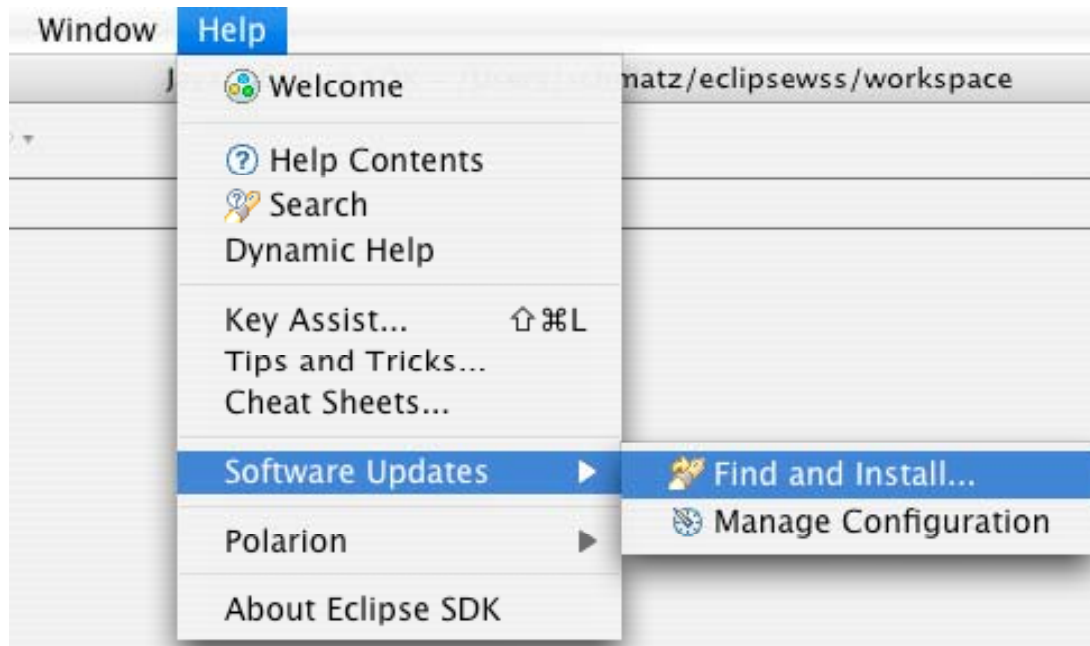 Window Help
J
Welcome
matz/eclipsewss/workspace
Help Contents
Search
Dynamic Help
Key Assist... ⇧⌘L
Tips and Tricks...
Cheat Sheets...
Software Updates
Find and Install...
Manage Configuration
Polarion
About Eclipse SDK